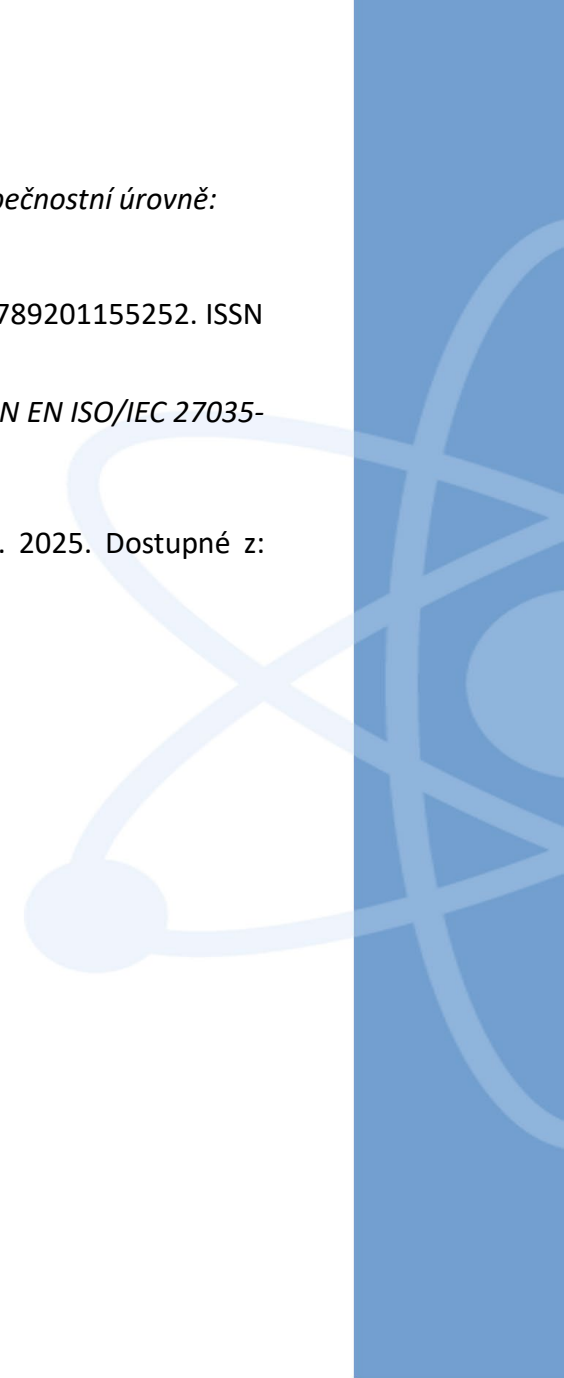 pečnostní úrovně:
789201155252. ISSN
N EN ISO/IEC 27035-
. 2025. Dostupné z: